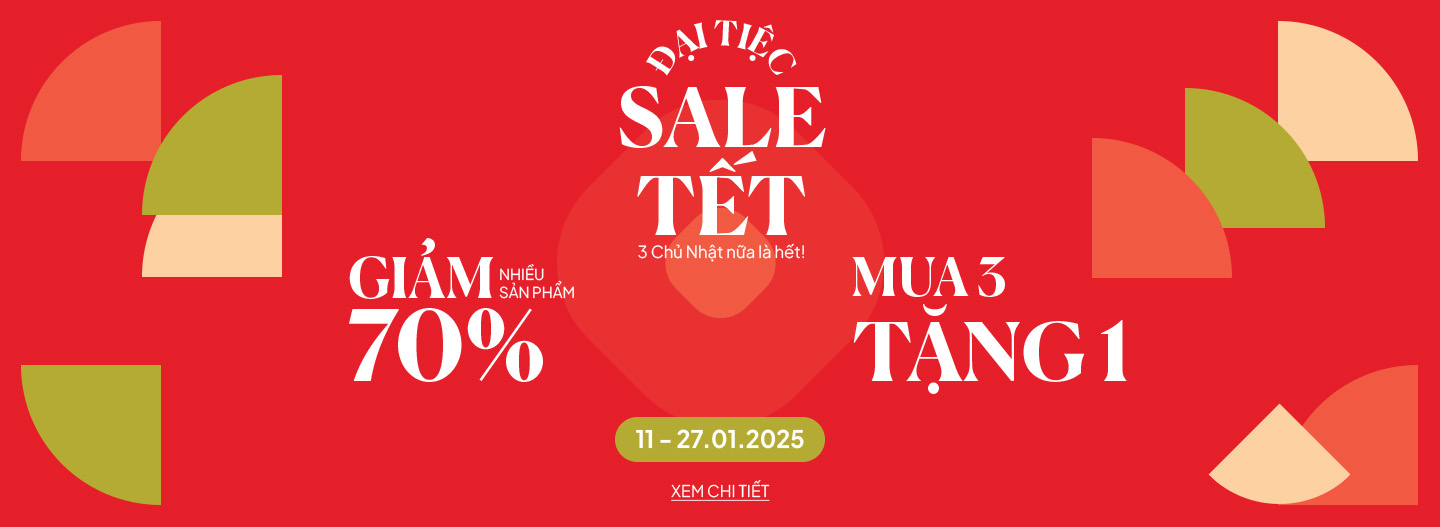 ĐẠI TIỆC
SALE
TẾT
3 Chủ Nhật nữa là hết!
GIẢM NHIỀU
SẢN PHẨM
70%
MUA 3
TẶNG 1
11 - 27.01.2025
XEM CHI TIẾT